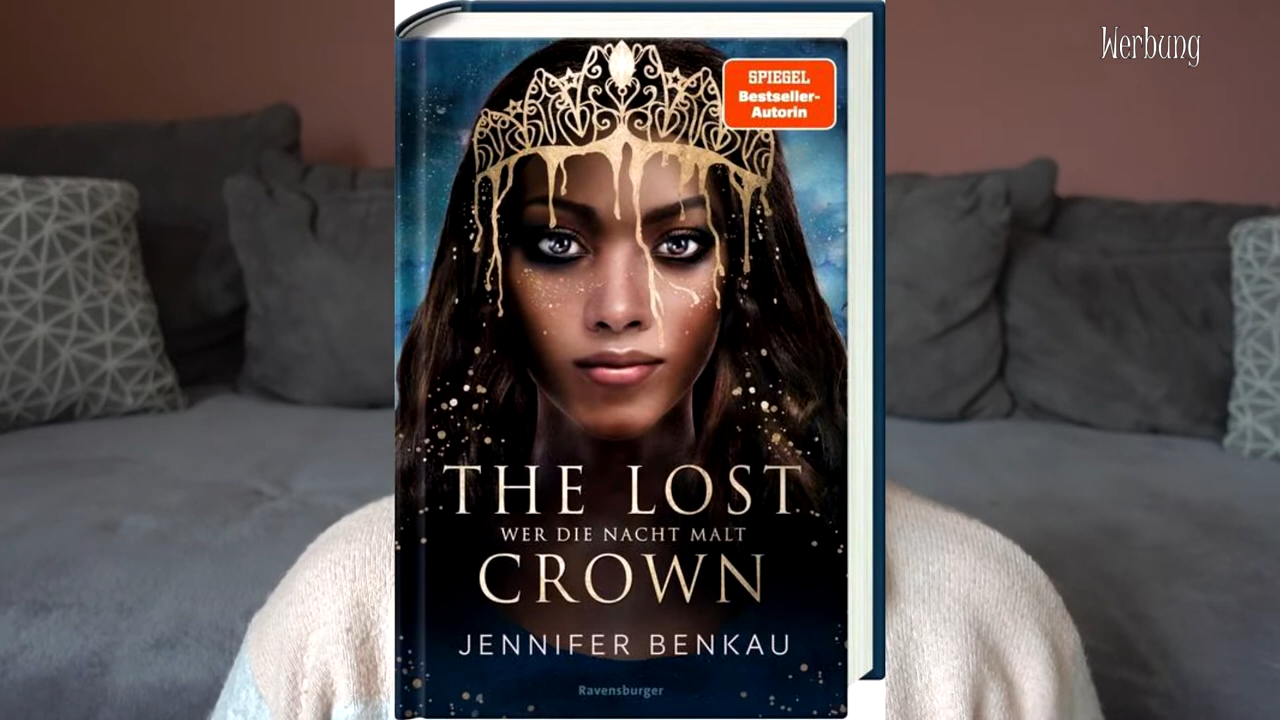 Werbung
SPIEGEL
Bestseller-
Autorin
THE LOST
WER DIE NACHT MALT
CROWN
JENNIFER BENKAU
Ravensburger